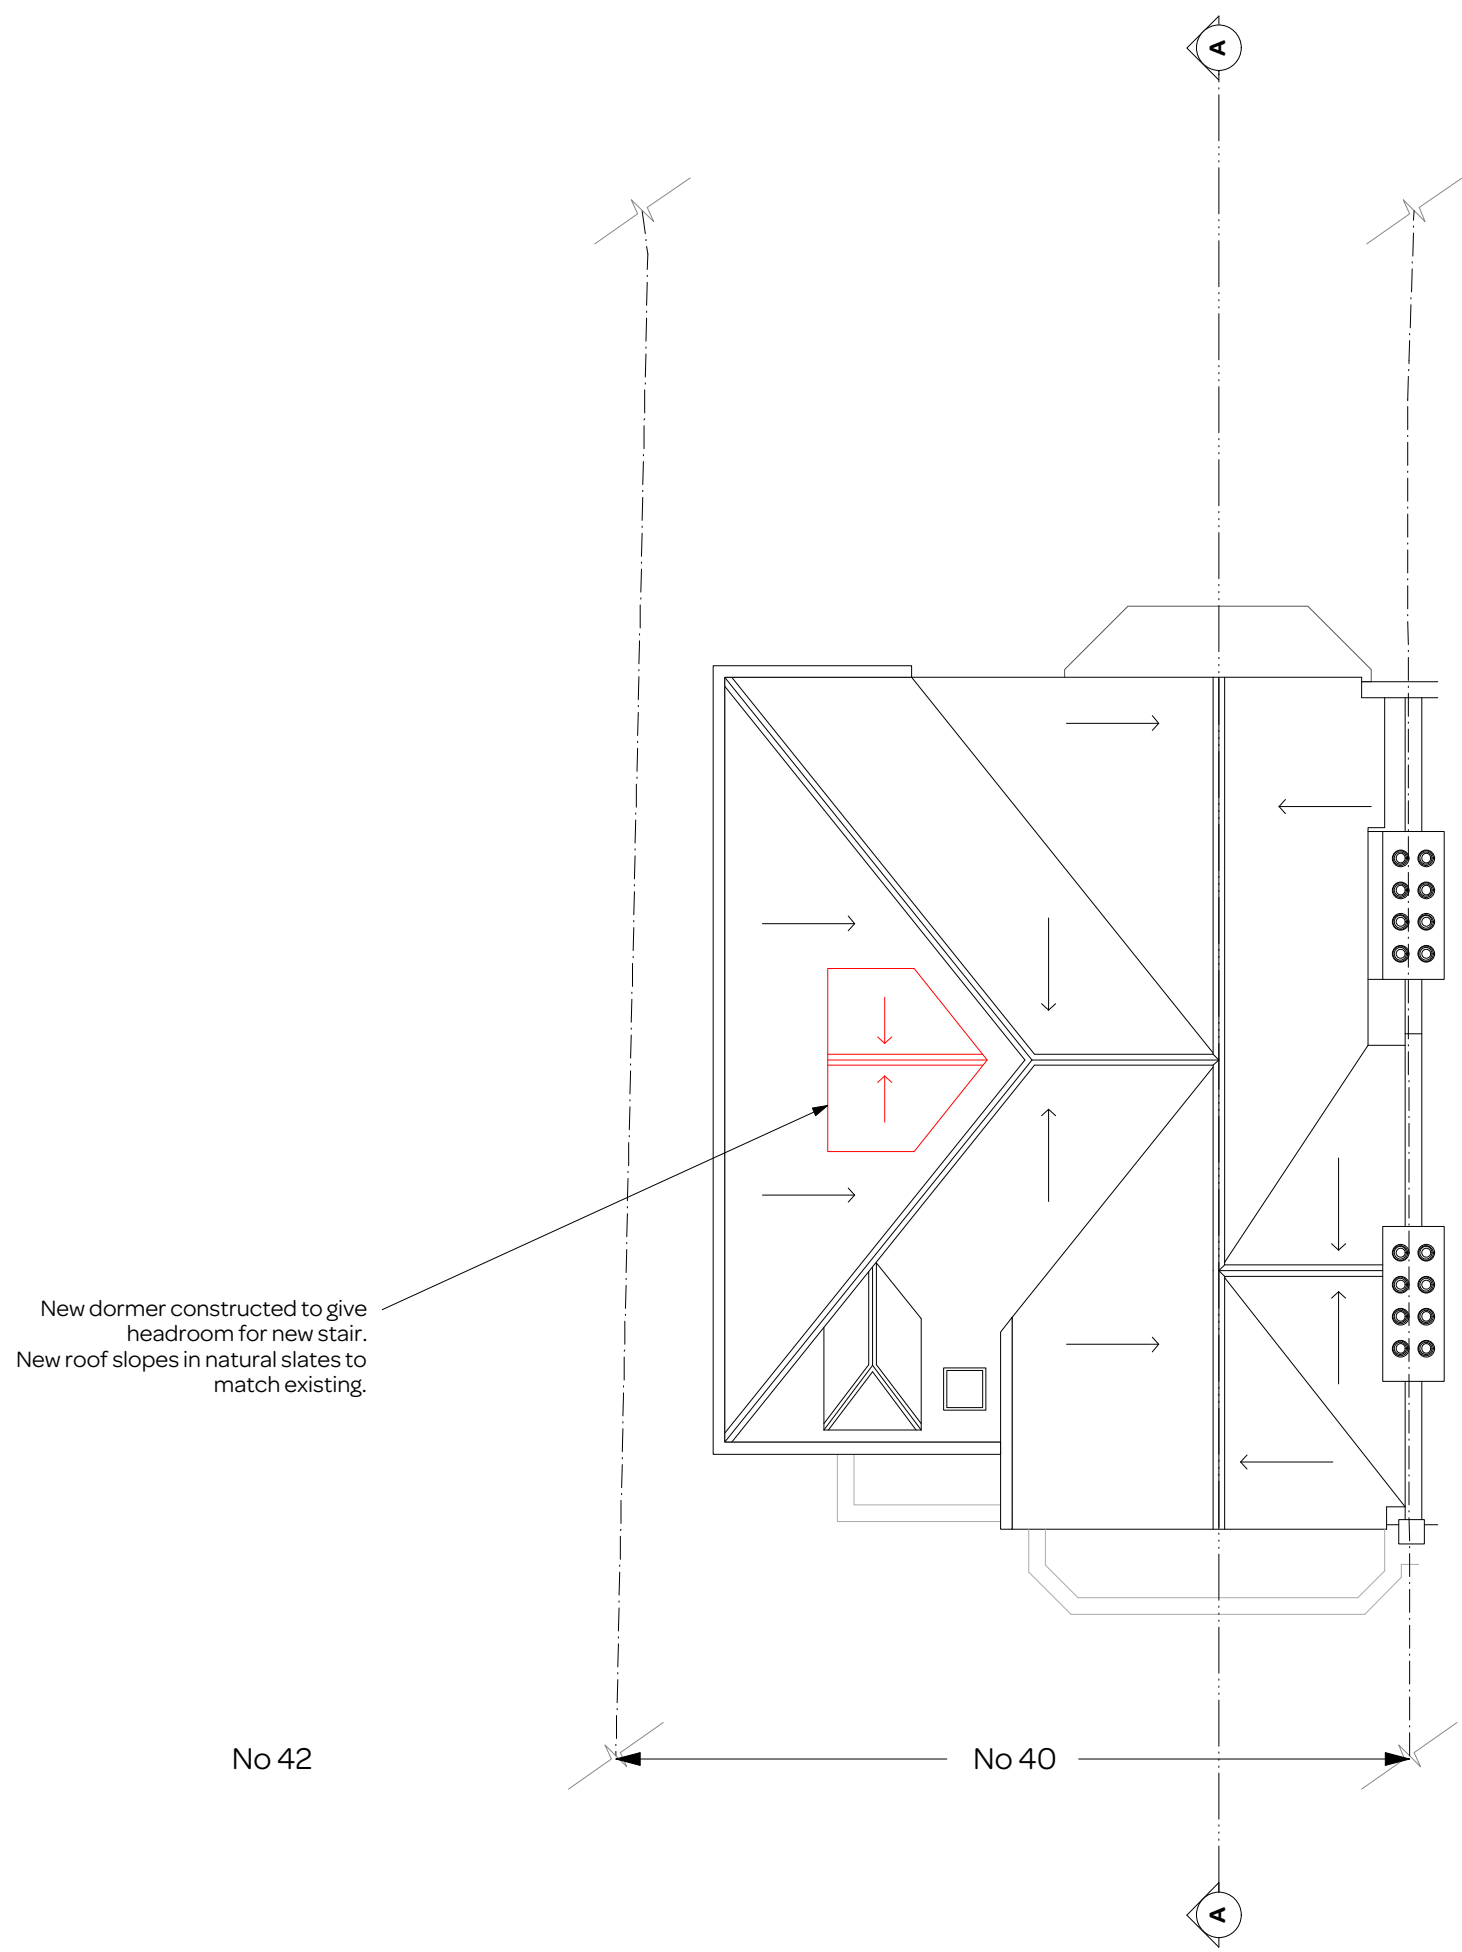 A
New dormer constructed to give
headroom for new stair.
New roof slopes in natural slates to
match existing.
No 42
No 40
A